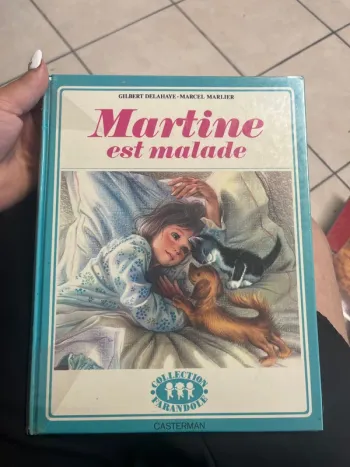 GILBERT DELAHAYE - MARCEL MARLIER
Martine
est malade
COLLECTION
FARANDOLE
CASTERMAN